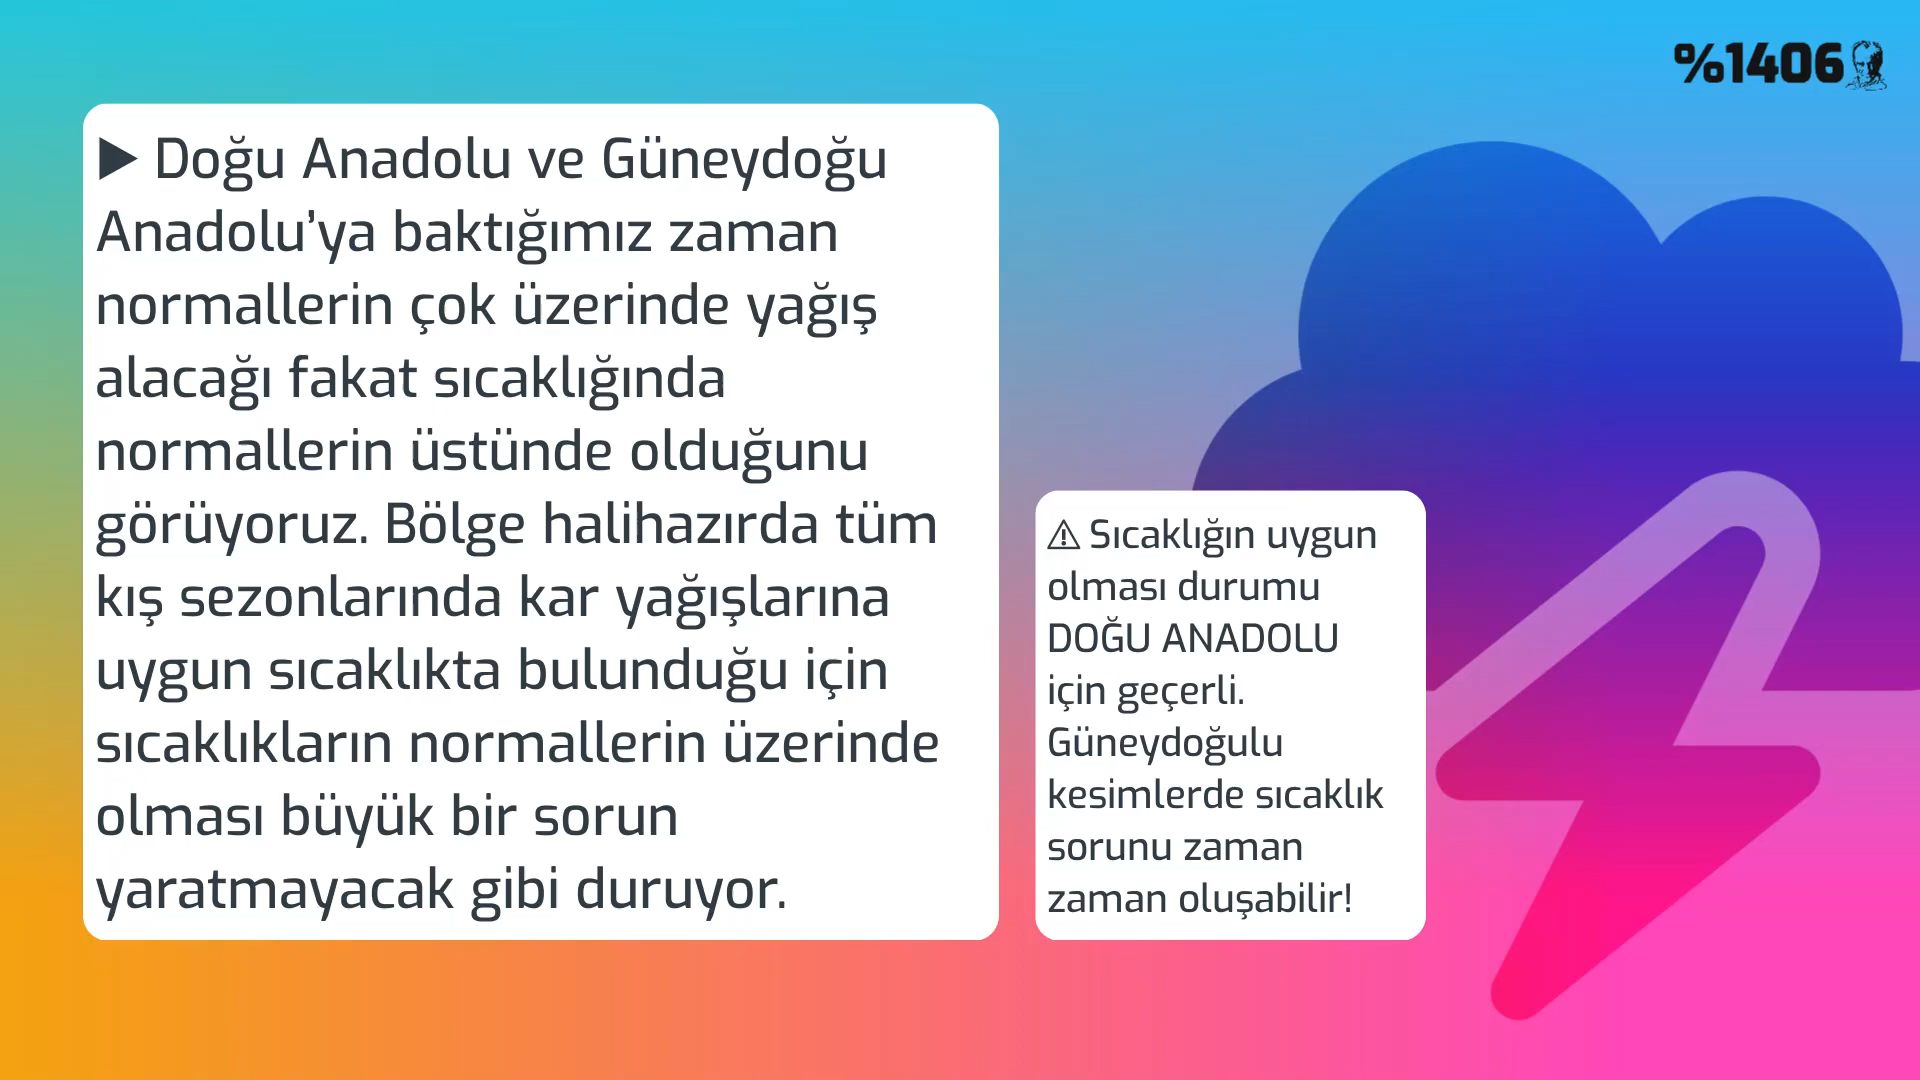 %1406
▶ Doğu Anadolu ve Güneydoğu
Anadolu’ya baktığımız zaman
normallerin çok üzerinde yağış
alacağı fakat sıcaklığında
normallerin üstünde olduğunu
görüyoruz. Bölge halihazırda tüm
kış sezonlarında kar yağışlarına
uygun sıcaklıkta bulunduğu için
sıcaklıkların normallerin üzerinde
olması büyük bir sorun
yaratmayacak gibi duruyor.
⚠ Sıcaklığın uygun
olması durumu
DOĞU ANADOLU
için geçerli.
Güneydoğulu
kesimlerde sıcaklık
sorunu zaman
zaman oluşabilir!